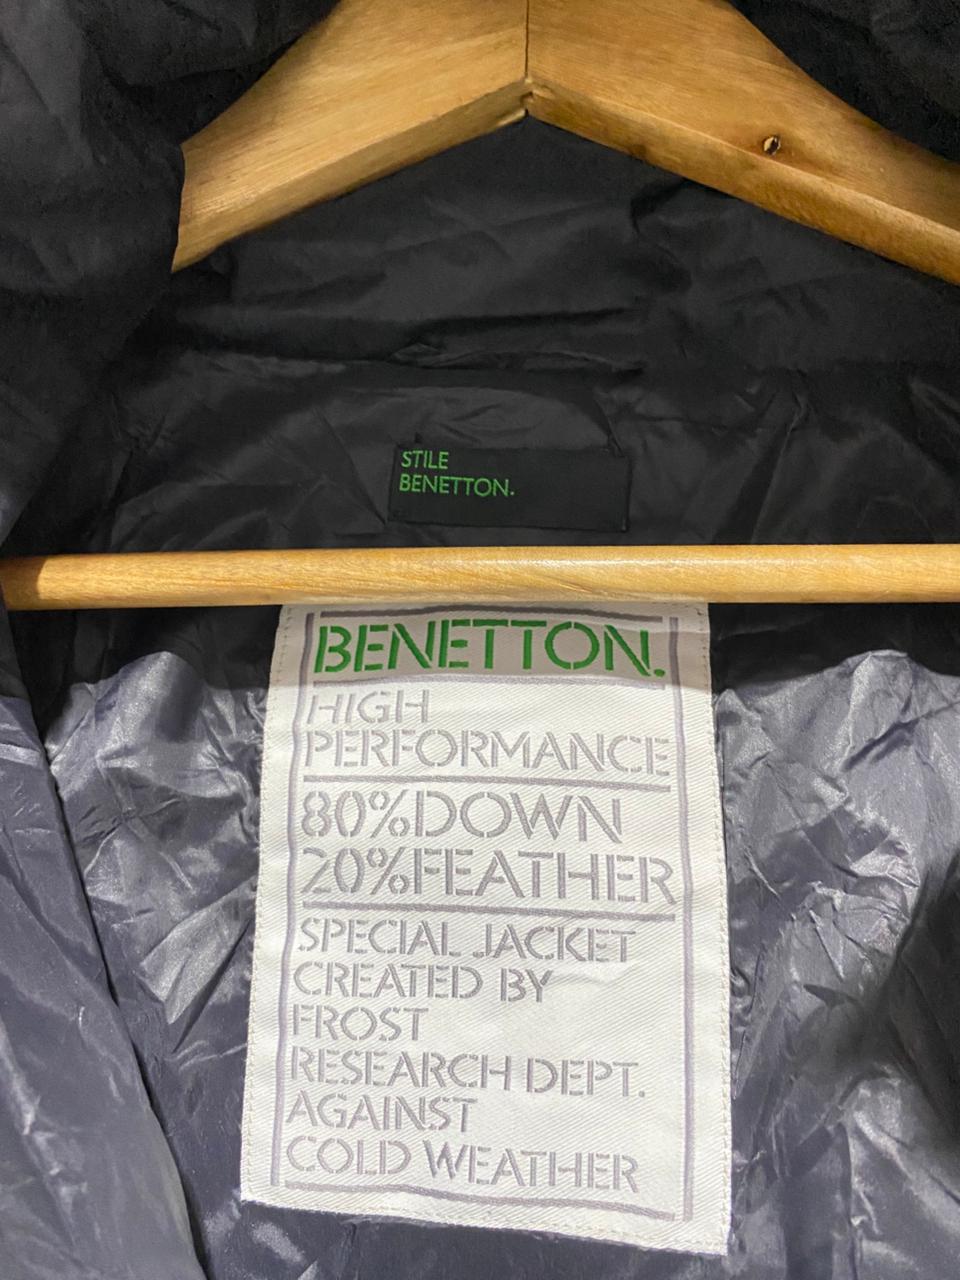 STILE
BENETTON.
BENETTON.
HIGH
PERFORMANCE
80%DOWN
20%FEATHER
SPECIAL JACKET
CREATED BY
FROST
RESEARCH DEPT.
AGAINST
COLD WEATHER